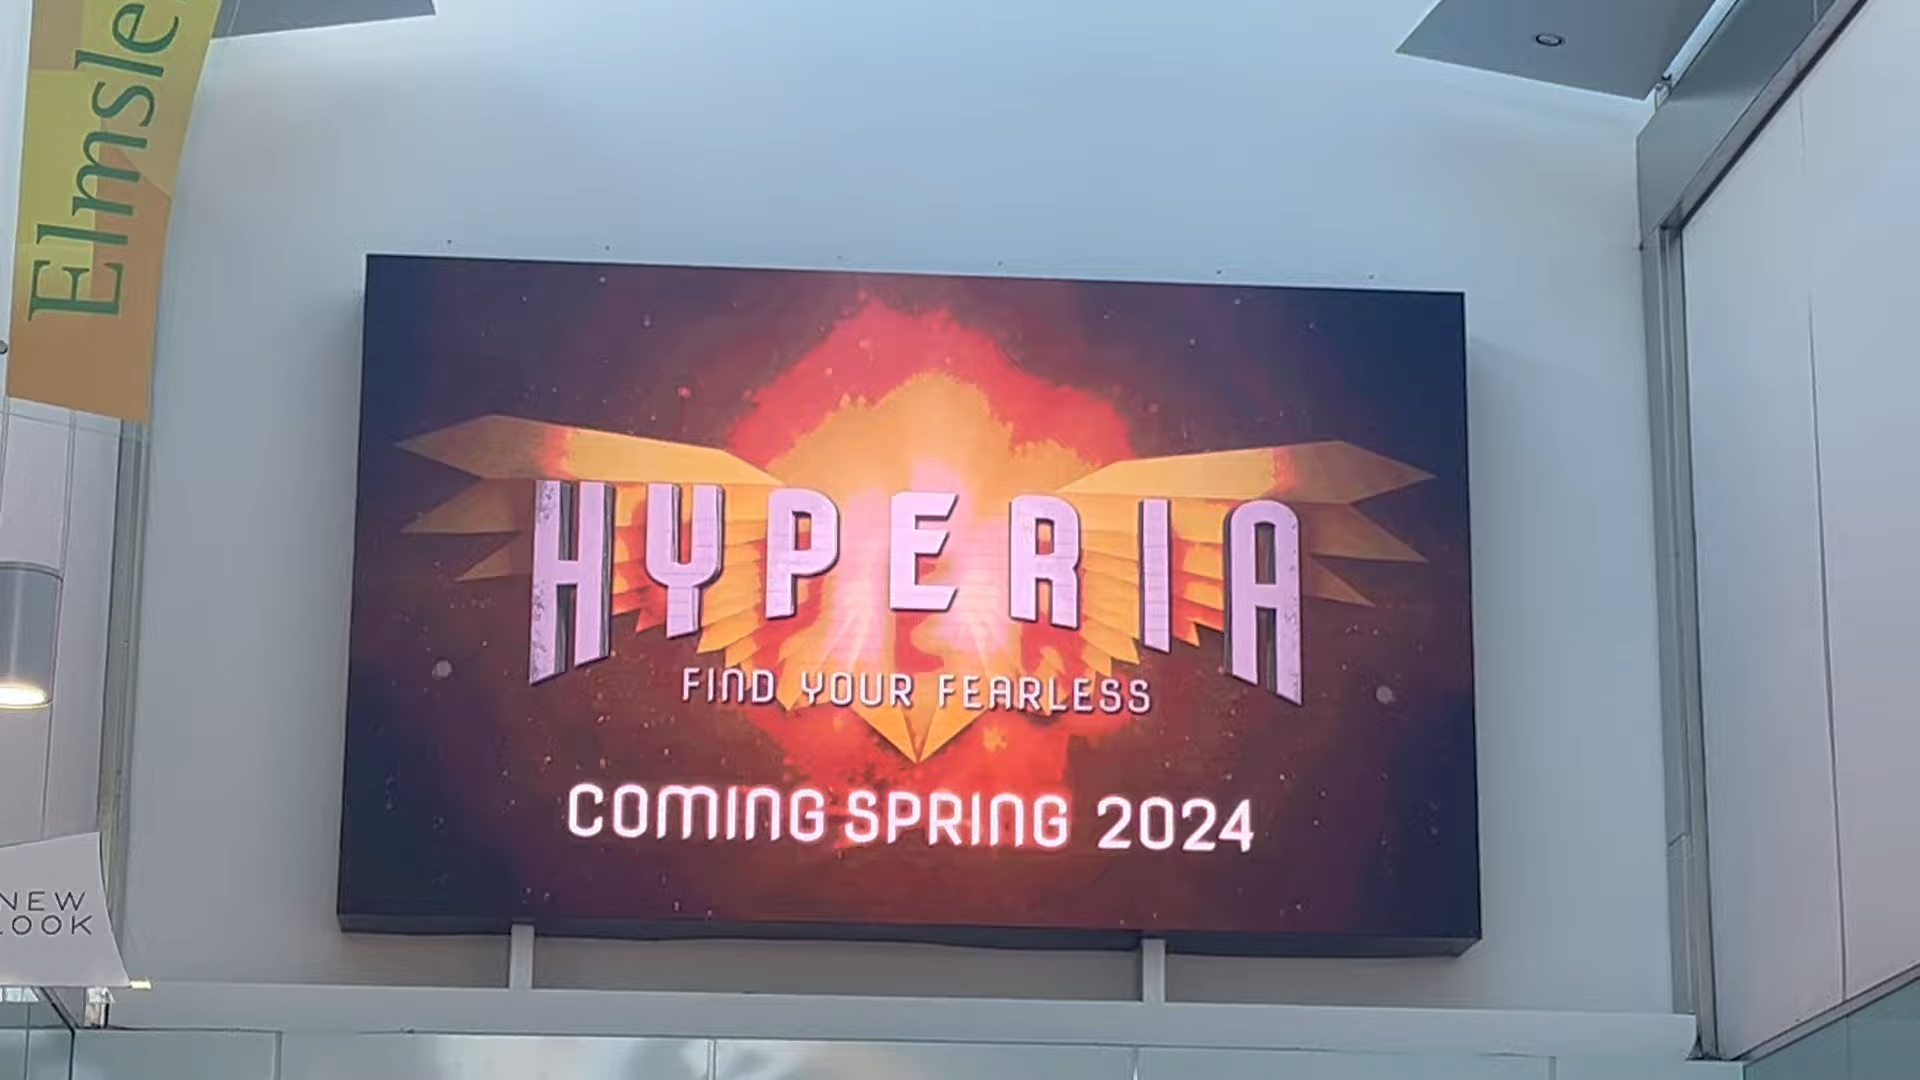 Elmsle
HYPERIA
FIND YOUR FEARLESS
COMING SPRING 2024
NEW
LOOK